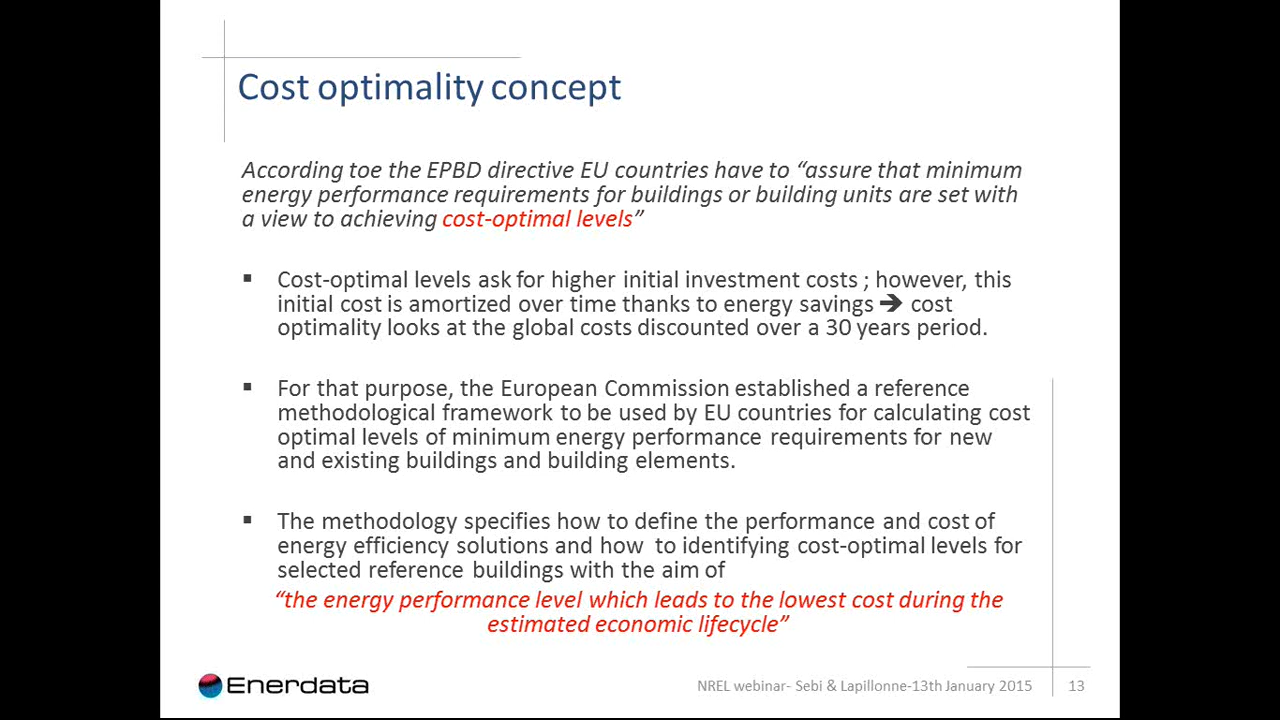 Cost optimality concept
According toe the EPBD directive EU countries have to “assure that minimum
energy performance requirements for buildings or building units are set with
a view to achieving cost-optimal levels”
▪ Cost-optimal levels ask for higher initial investment costs ; however, this
initial cost is amortized over time thanks to energy savings ➔ cost
optimality looks at the global costs discounted over a 30 years period.
▪ For that purpose, the European Commission established a reference
methodological framework to be used by EU countries for calculating cost
optimal levels of minimum energy performance requirements for new
and existing buildings and building elements.
▪ The methodology specifies how to define the performance and cost of
energy efficiency solutions and how to identifying cost-optimal levels for
selected reference buildings with the aim of
“the energy performance level which leads to the lowest cost during the
estimated economic lifecycle”
Enerdata
NREL webinar- Sebi & Lapillonne-13th January 2015
13